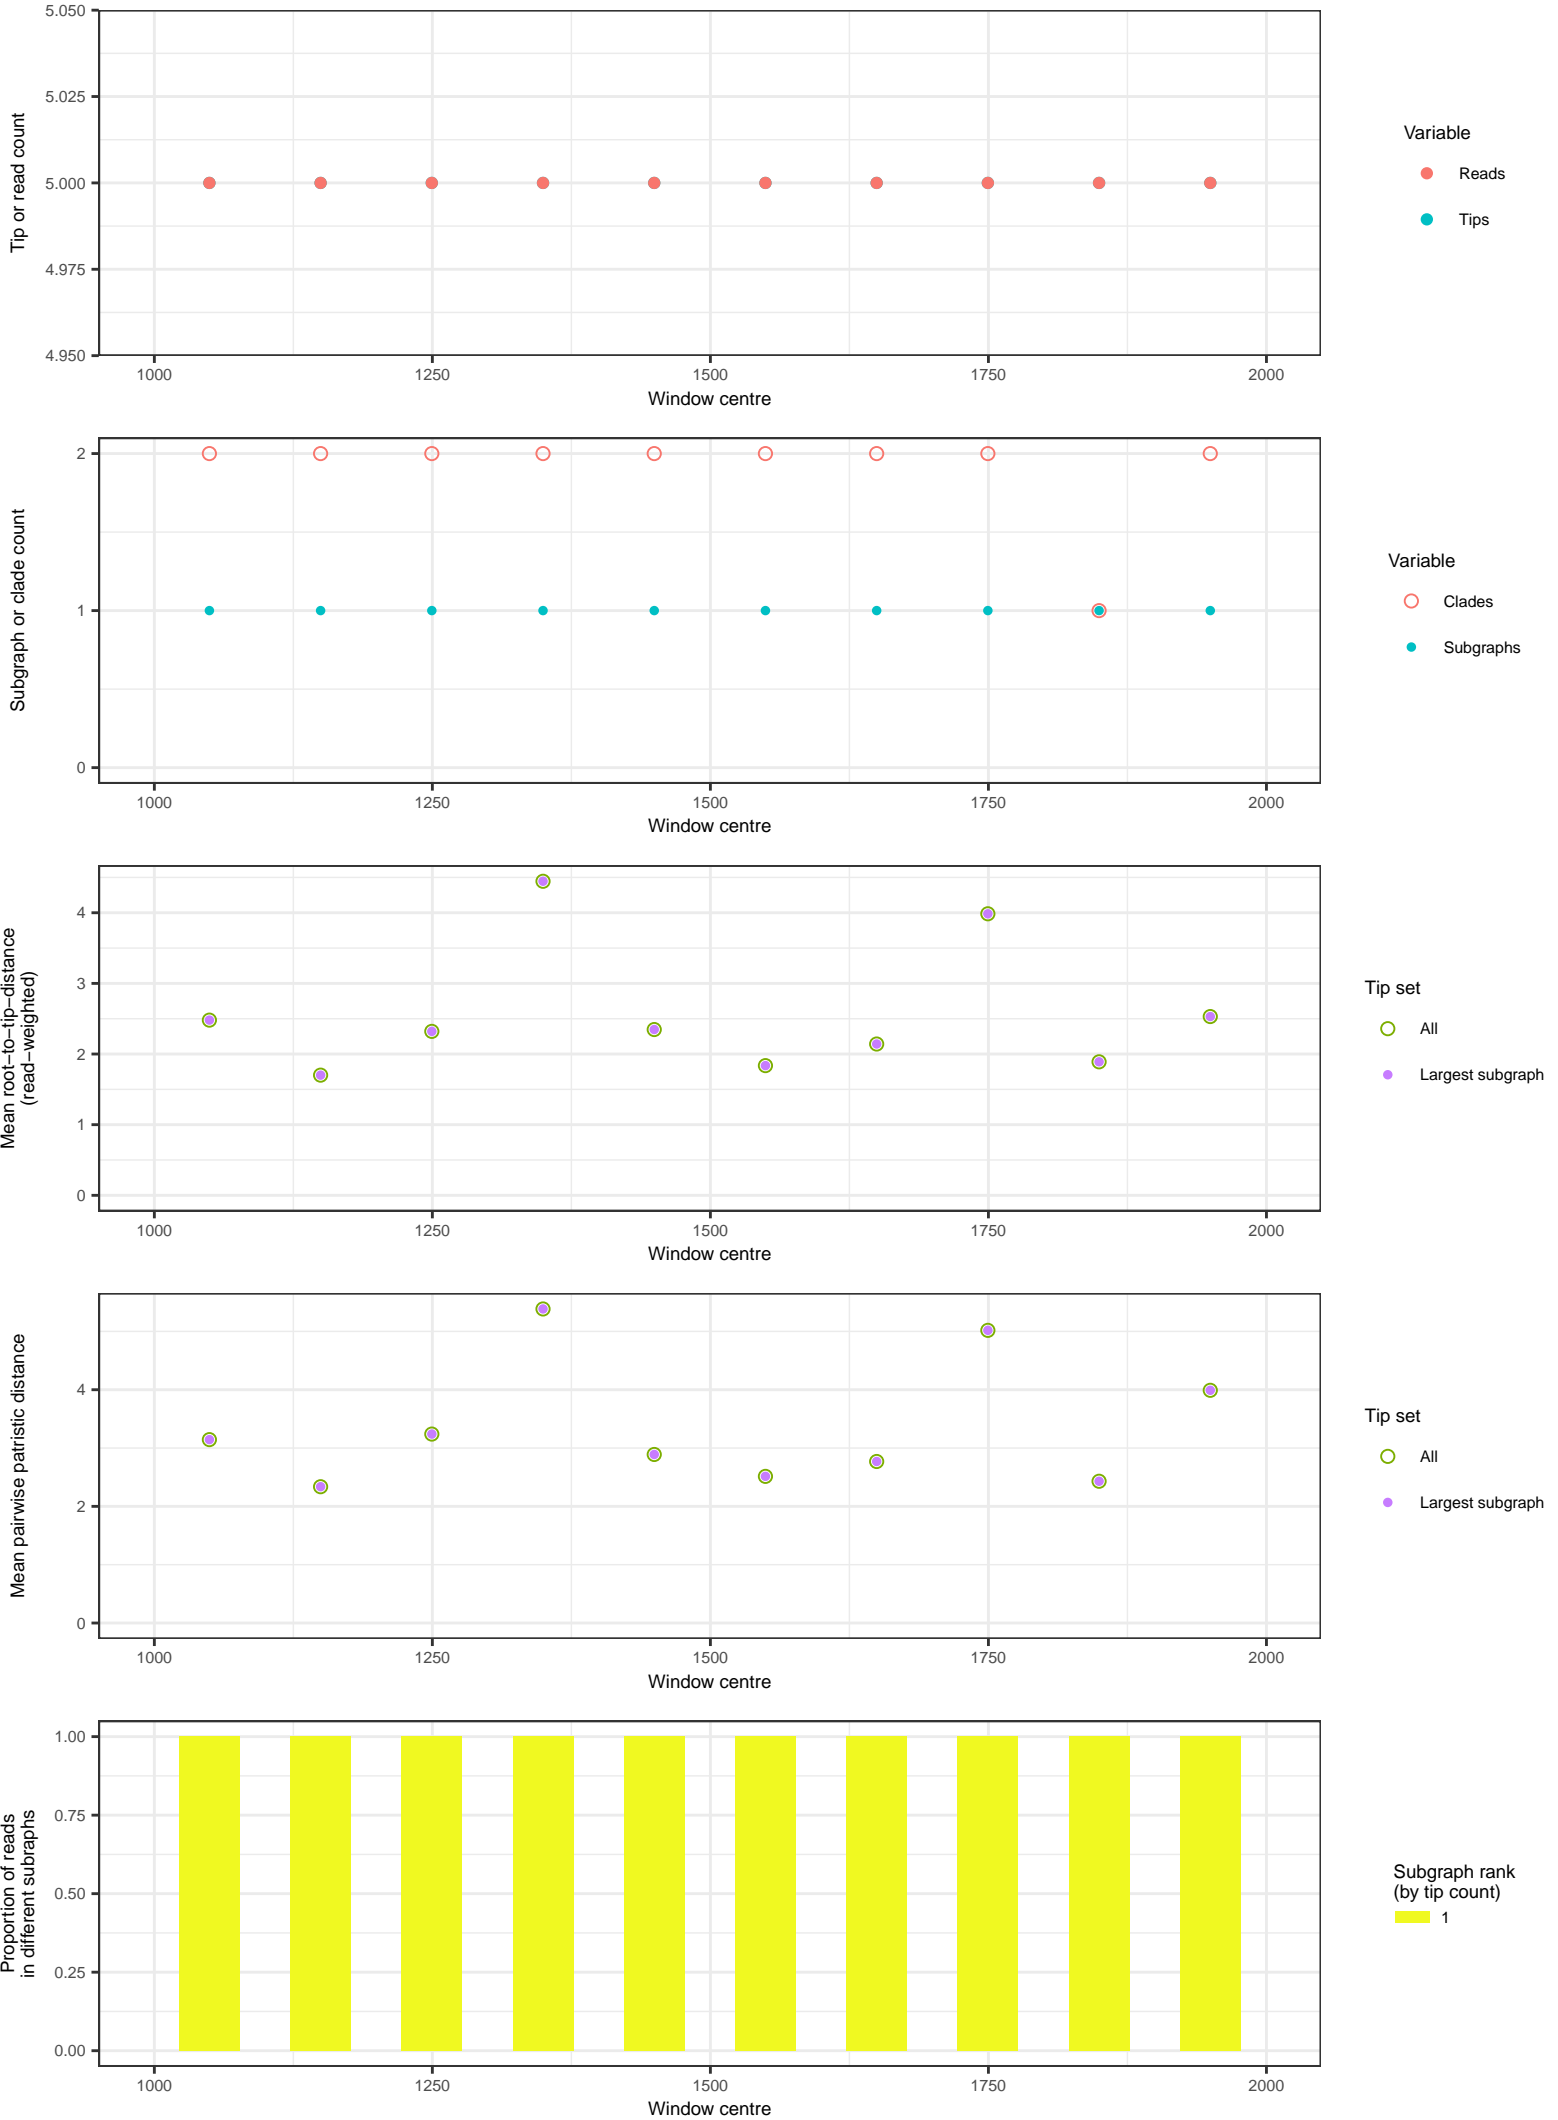 5.050
5.025
5.000
4.975
4.950
Tip or read count
1000 1250 1500 1750 2000
Window centre
Variable
Reads
Tips
2
1
0
Subgraph or clade count
1000 1250 1500 1750 2000
Window centre
Variable
Clades
Subgraphs
4
3
2
1
0
Mean root−to−tip−distance
(read−weighted)
1000 1250 1500 1750 2000
Window centre
Tip set
All
Largest subgraph
4
2
0
Mean pairwise patristic distance
1000 1250 1500 1750 2000
Window centre
Tip set
All
Largest subgraph
1.00
0.75
0.50
0.25
0.00
Proportion of reads
in different subraphs
1000 1250 1500 1750 2000
Window centre
Subgraph rank
(by tip count)
1